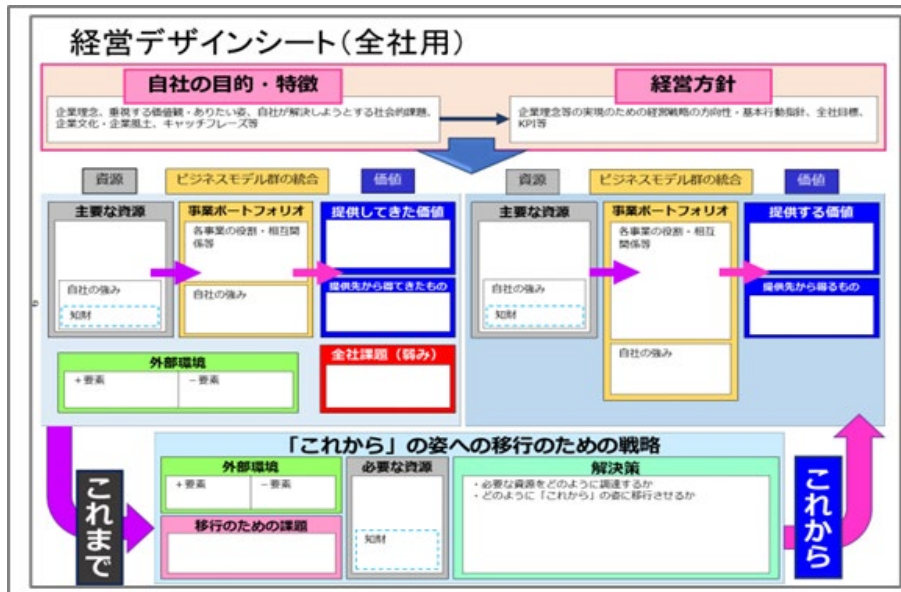 経営デザインシート(全社用)
自社の目的・特徴
経営方針
企業理念、重視する価値観・ありたい姿、自社が解決しようとする社会的課題、
企業文化・企業風土、キャッチフレーズ等
企業理念等の実現のための経営戦略の方向性・基本行動指針、全社目標、
KPI等
資源
ビジネスモデル群の統合
価値
主要な資源
自社の強み
知財
事業ポートフォリオ
各事業の役割・相互関
係等
自社の強み
提供してきた価値
提供先から得てきたもの
外部環境
+要素
-要素
全社課題(弱み)
資源
ビジネスモデル群の統合
価値
主要な資源
自社の強み
知財
事業ポートフォリオ
各事業の役割・相互
関係等
自社の強み
提供する価値
提供先から得るもの
これまで
「これから」の姿への移行のための戦略
外部環境
+要素
-要素
移行のための課題
必要な資源
知財
解決策
・必要な資源をどのように調達するか
・どのように「これから」の姿に移行させるか
これから